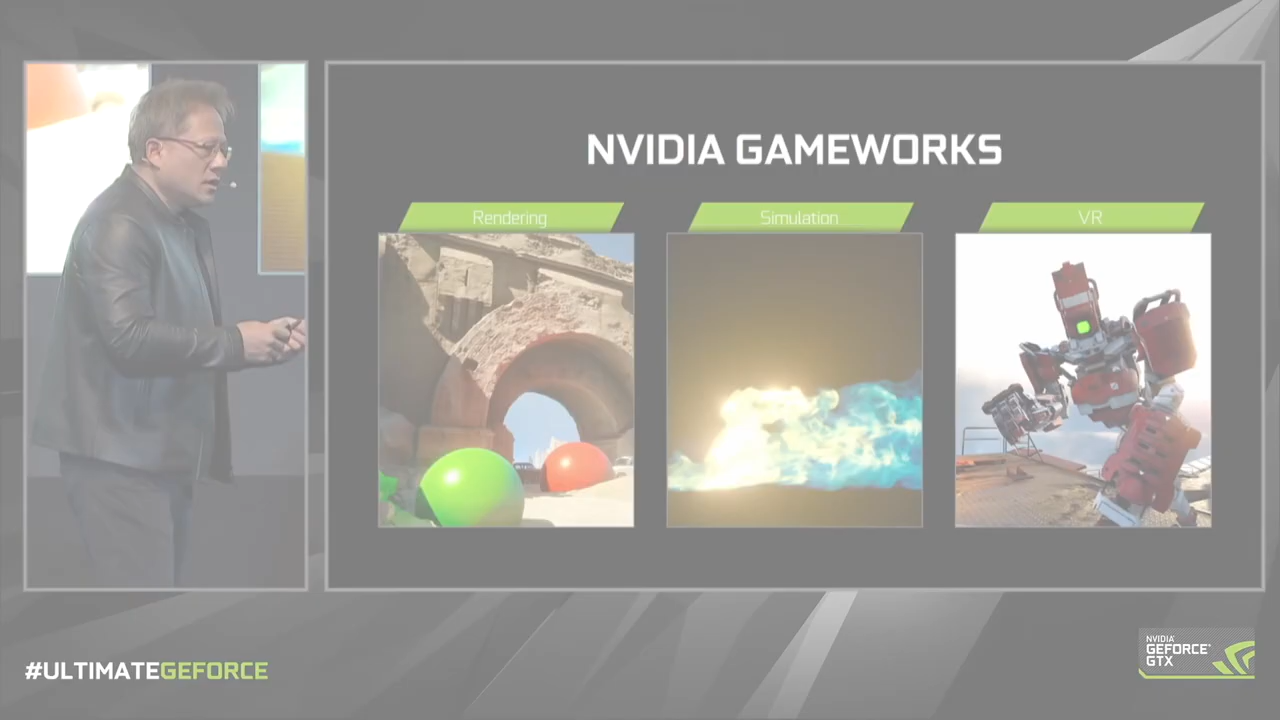 NVIDIA GAMEWORKS
Rendering
Simulation
VR
#ULTIMATEGEFORCE
NVIDIA
GEFORCE
GTX